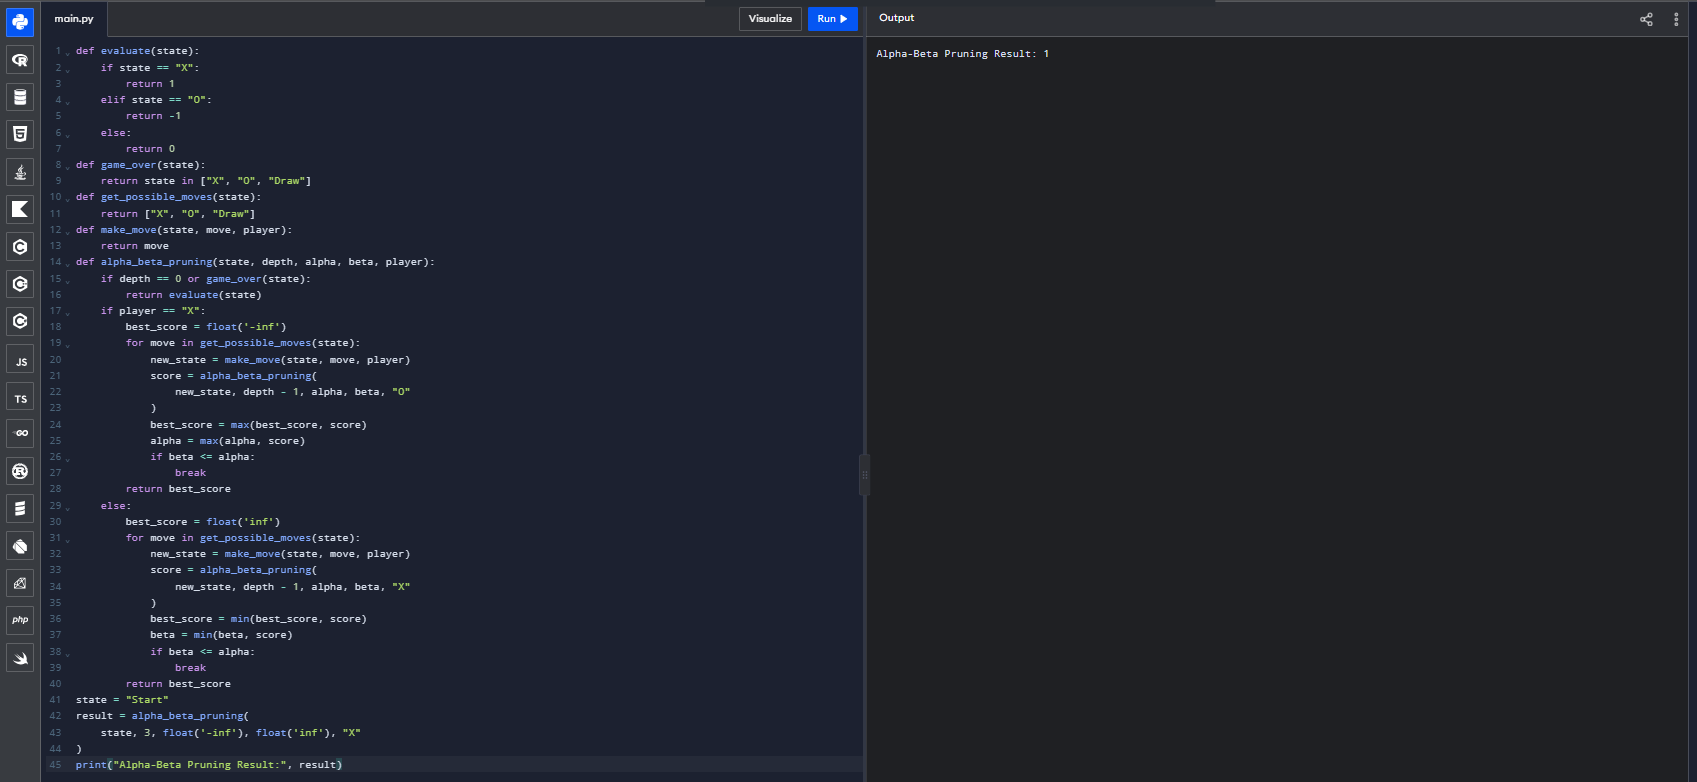 main.py
Visualize
Run
Output
1 def evaluate(state):
2     if state == "X":
3         return 1
4     elif state == "O":
5         return -1
6     else:
7         return 0
8 def game_over(state):
9     return state in ["X", "O", "Draw"]
10 def get_possible_moves(state):
11     return ["X", "O", "Draw"]
12 def make_move(state, move, player):
13     return move
14 def alpha_beta_pruning(state, depth, alpha, beta, player):
15     if depth == 0 or game_over(state):
16         return evaluate(state)
17     if player == "X":
18         best_score = float('-inf')
19         for move in get_possible_moves(state):
20             new_state = make_move(state, move, player)
21             score = alpha_beta_pruning(
22                 new_state, depth - 1, alpha, beta, "O"
23             )
24             best_score = max(best_score, score)
25             alpha = max(alpha, score)
26             if beta <= alpha:
27                 break
28         return best_score
29     else:
30         best_score = float('inf')
31         for move in get_possible_moves(state):
32             new_state = make_move(state, move, player)
33             score = alpha_beta_pruning(
34                 new_state, depth - 1, alpha, beta, "X"
35             )
36             best_score = min(best_score, score)
37             beta = min(beta, score)
38             if beta <= alpha:
39                 break
40         return best_score
41 state = "Start"
42 result = alpha_beta_pruning(
43     state, 3, float('-inf'), float('inf'), "X"
44 )
45 print("Alpha-Beta Pruning Result:", result)
Alpha-Beta Pruning Result: 1
JS
TS
GO
php